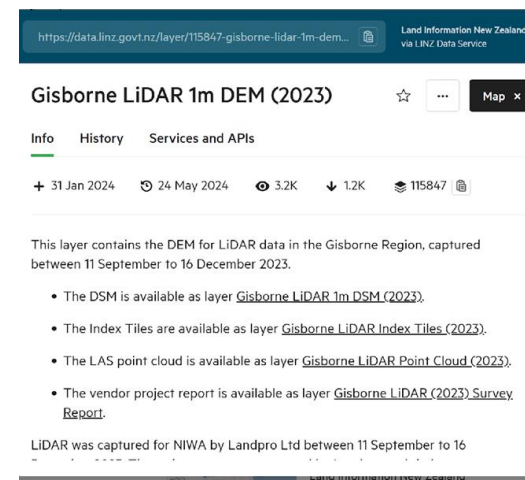 https://data.linz.govt.nz/layer/115847-gisborne-lidar-1m-dem...
Land Information New Zealand
via LINZ Data Service
Gisborne LiDAR 1m DEM (2023)
...
Map ×
Info History Services and APIs
+ 31 Jan 2024 24 May 2024 3.2K 1.2K 115847
This layer contains the DEM for LiDAR data in the Gisborne Region, captured
between 11 September to 16 December 2023.
• The DSM is available as layer Gisborne LiDAR 1m DSM (2023).
• The Index Tiles are available as layer Gisborne LiDAR Index Tiles (2023).
• The LAS point cloud is available as layer Gisborne LiDAR Point Cloud (2023).
• The vendor project report is available as layer Gisborne LiDAR (2023) Survey
Report.
LiDAR was captured for NIWA by Landpro Ltd between 11 September to 16
Land Information New Zealand